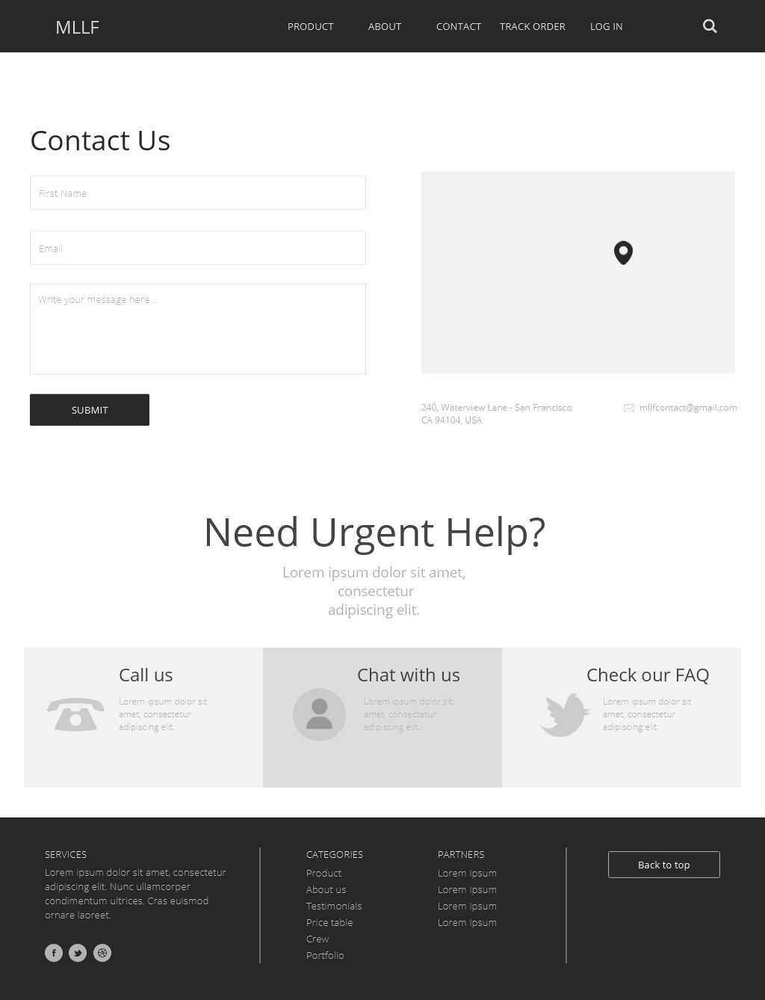 MLLF
PRODUCT
ABOUT
CONTACT
TRACK ORDER
LOG IN
Contact Us
First Name
Email
Write your message here...
SUBMIT
240, Waterview Lane - San Francisco
CA 94104, USA
mllfcontact@gmail.com
Need Urgent Help?
Lorem ipsum dolor sit amet,
consectetur
adipiscing elit.
Call us
Lorem ipsum dolor sit
amet, consectetur
adipiscing elit.
Chat with us
Lorem ipsum dolor sit
amet, consectetur
adipiscing elit.
Check our FAQ
Lorem ipsum dolor sit
amet, consectetur
adipiscing elit.
SERVICES
Lorem ipsum dolor sit amet, consectetur
adipiscing elit. Nunc ullamcorper
condimentum ultrices. Cras euismod
ornare laoreet.
CATEGORIES
Product
About us
Testimonials
Price table
Crew
Portfolio
PARTNERS
Lorem Ipsum
Lorem Ipsum
Lorem Ipsum
Lorem Ipsum
Back to top